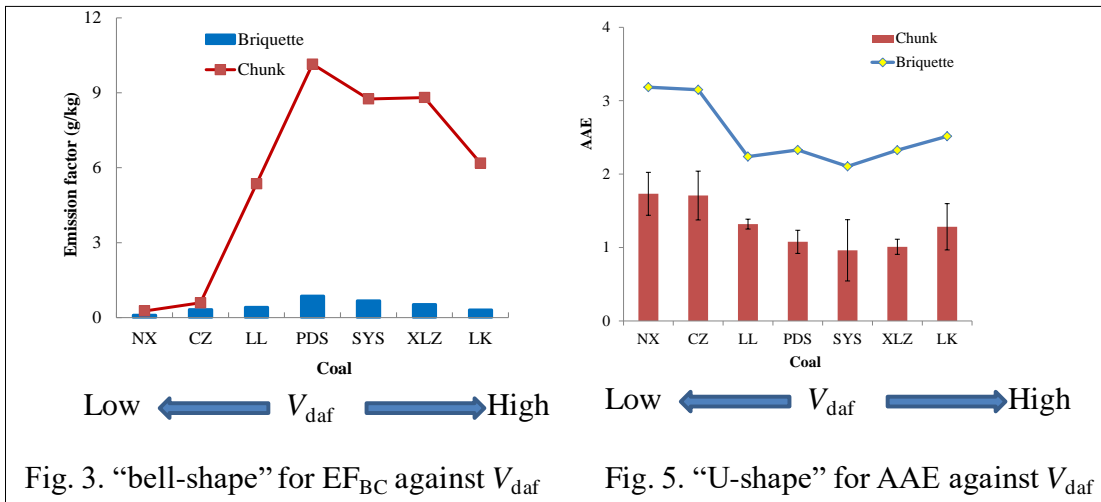 12
9
6
3
0
Emission factor (g/kg)
Briquette
Chunk
NX CZ LL PDS SYS XLZ LK
Coal
Low Vdaf High
Fig. 3. “bell-shape” for EFBC against Vdaf
4
3
2
1
0
AAE
Chunk
Briquette
NX CZ LL PDS SYS XLZ LK
Coal
Low Vdaf High
Fig. 5. “U-shape” for AAE against Vdaf